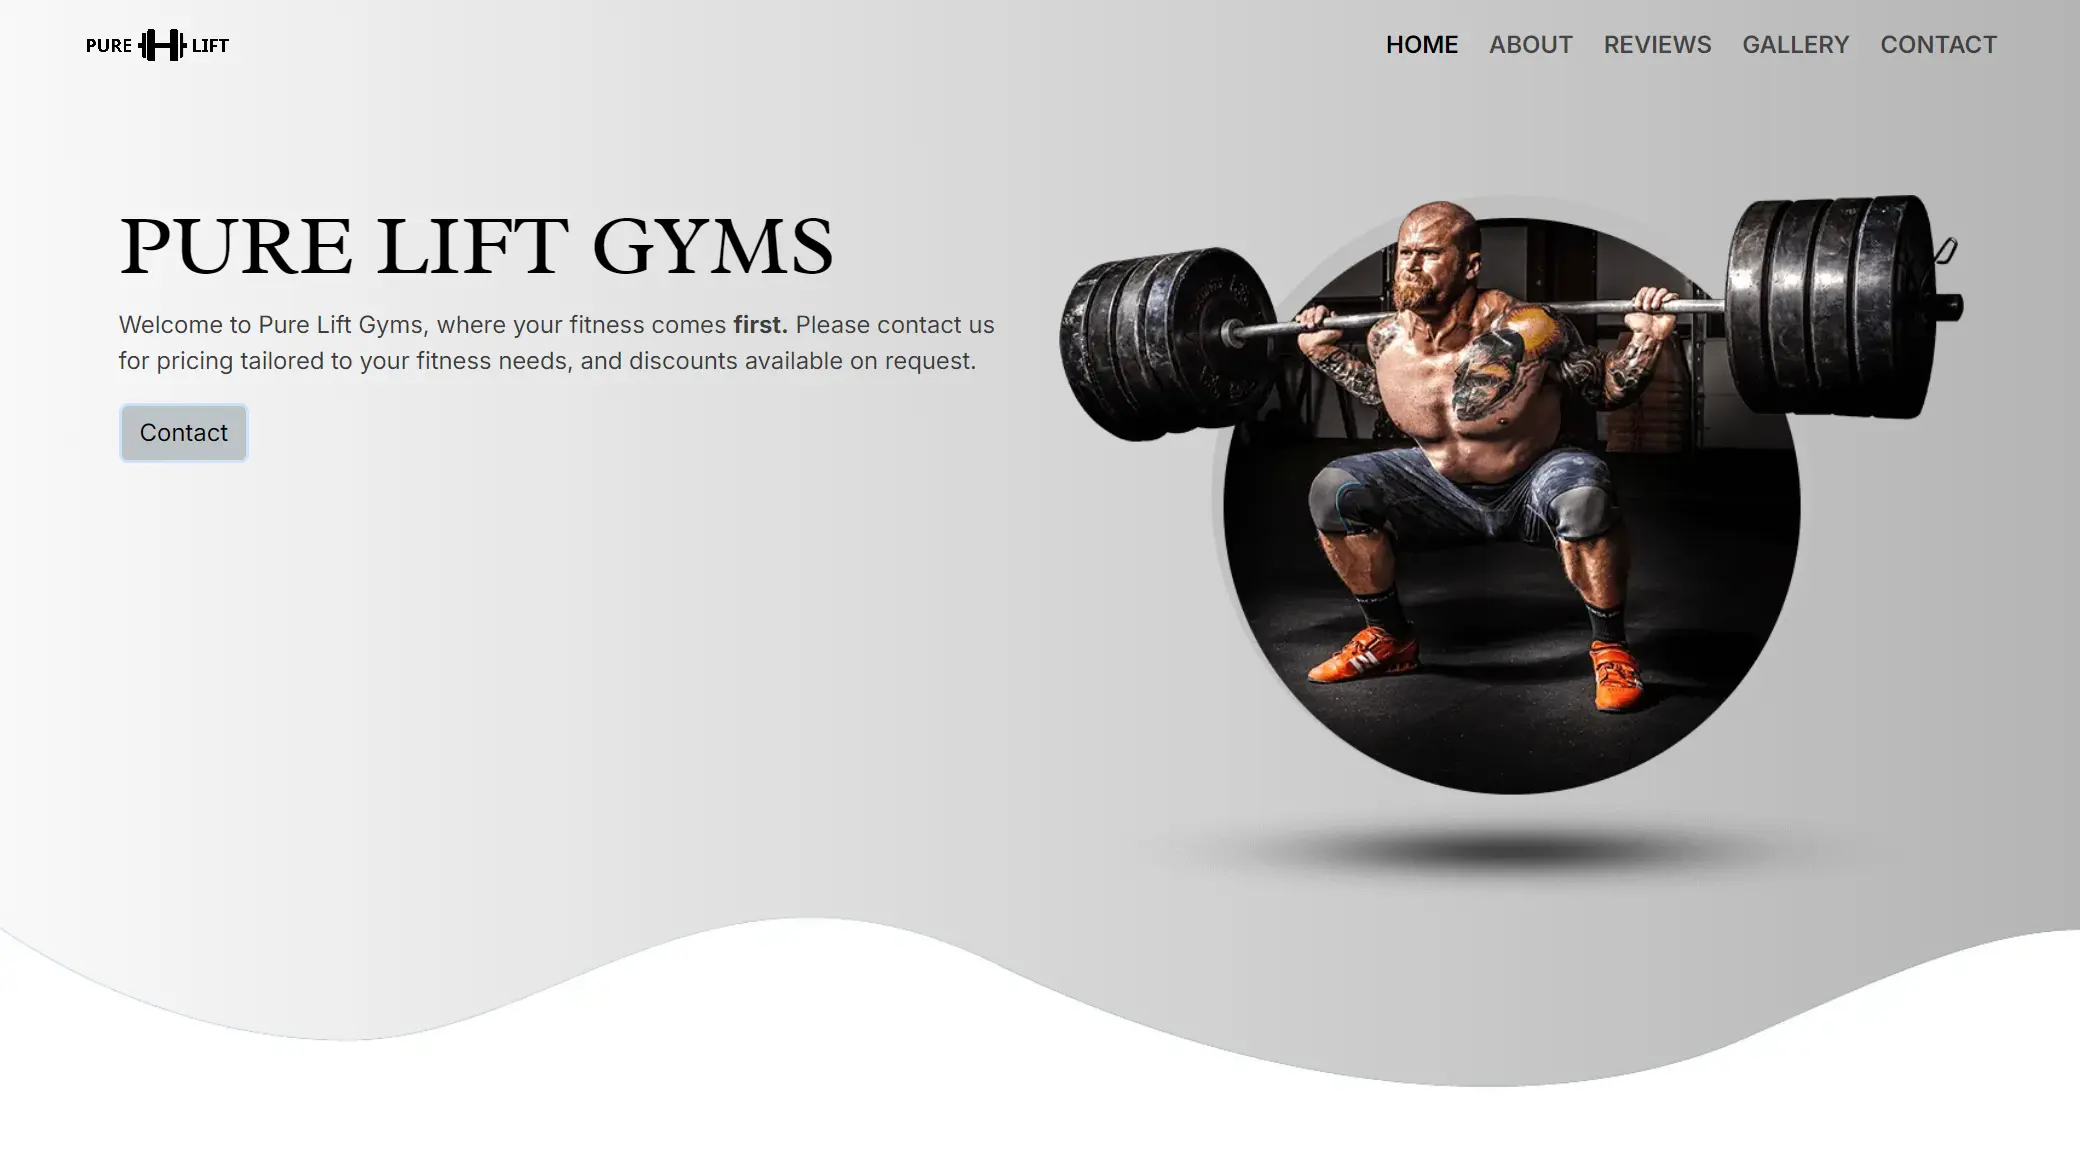 PURE LIFT
HOME ABOUT REVIEWS GALLERY CONTACT
PURE LIFT GYMS
Welcome to Pure Lift Gyms, where your fitness comes first. Please contact us
for pricing tailored to your fitness needs, and discounts available on request.
Contact